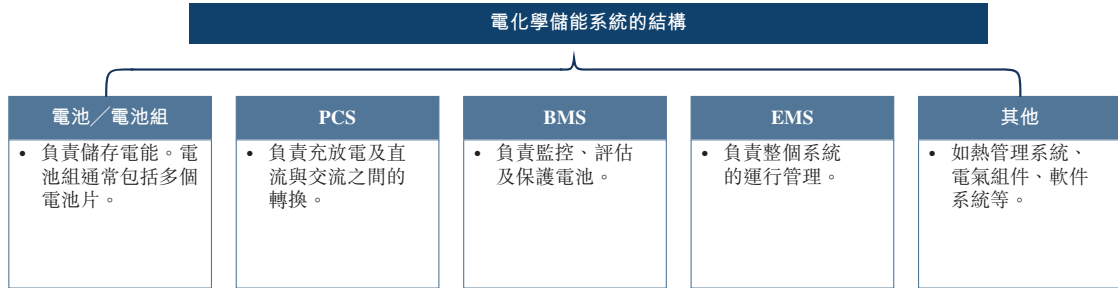 電化學儲能系統的結構
電池／電池組
• 負責儲存電能。電
池組通常包括多個
電池片。
PCS
• 負責充放電及直
流與交流之間的
轉換。
BMS
• 負責監控、評估
及保護電池。
EMS
• 負責整個系統
的運行管理。
其他
• 如熱管理系統、
電氣組件、軟件
系統等。